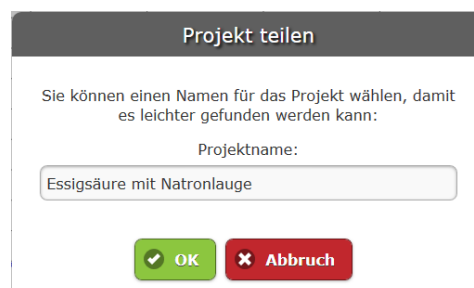 Projekt teilen
Sie können einen Namen für das Projekt wählen, damit
es leichter gefunden werden kann:
Projektname:
Essigsäure mit Natronlauge
OK
Abbruch